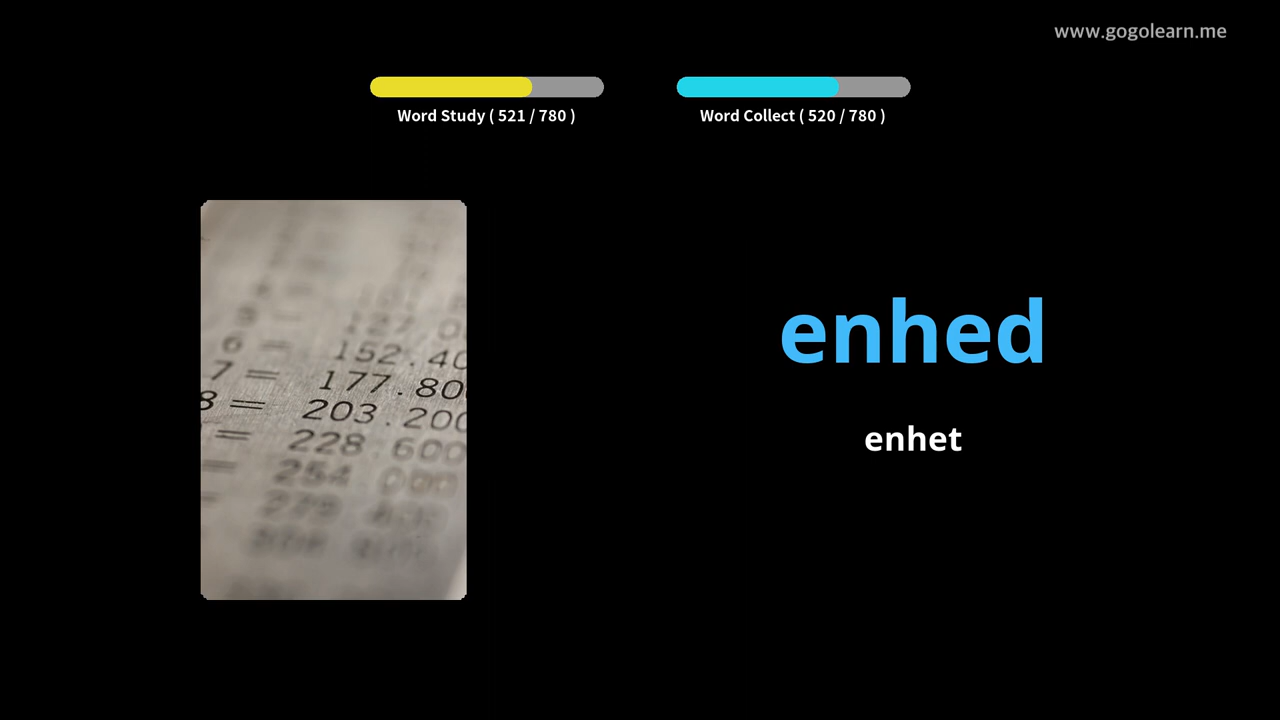 www.gogolearn.me
Word Study ( 521 / 780 )
Word Collect ( 520 / 780 )
enhed
enhet
6 = 152.40
7 = 177.80
8 = 203.200
= 228.600
= 254